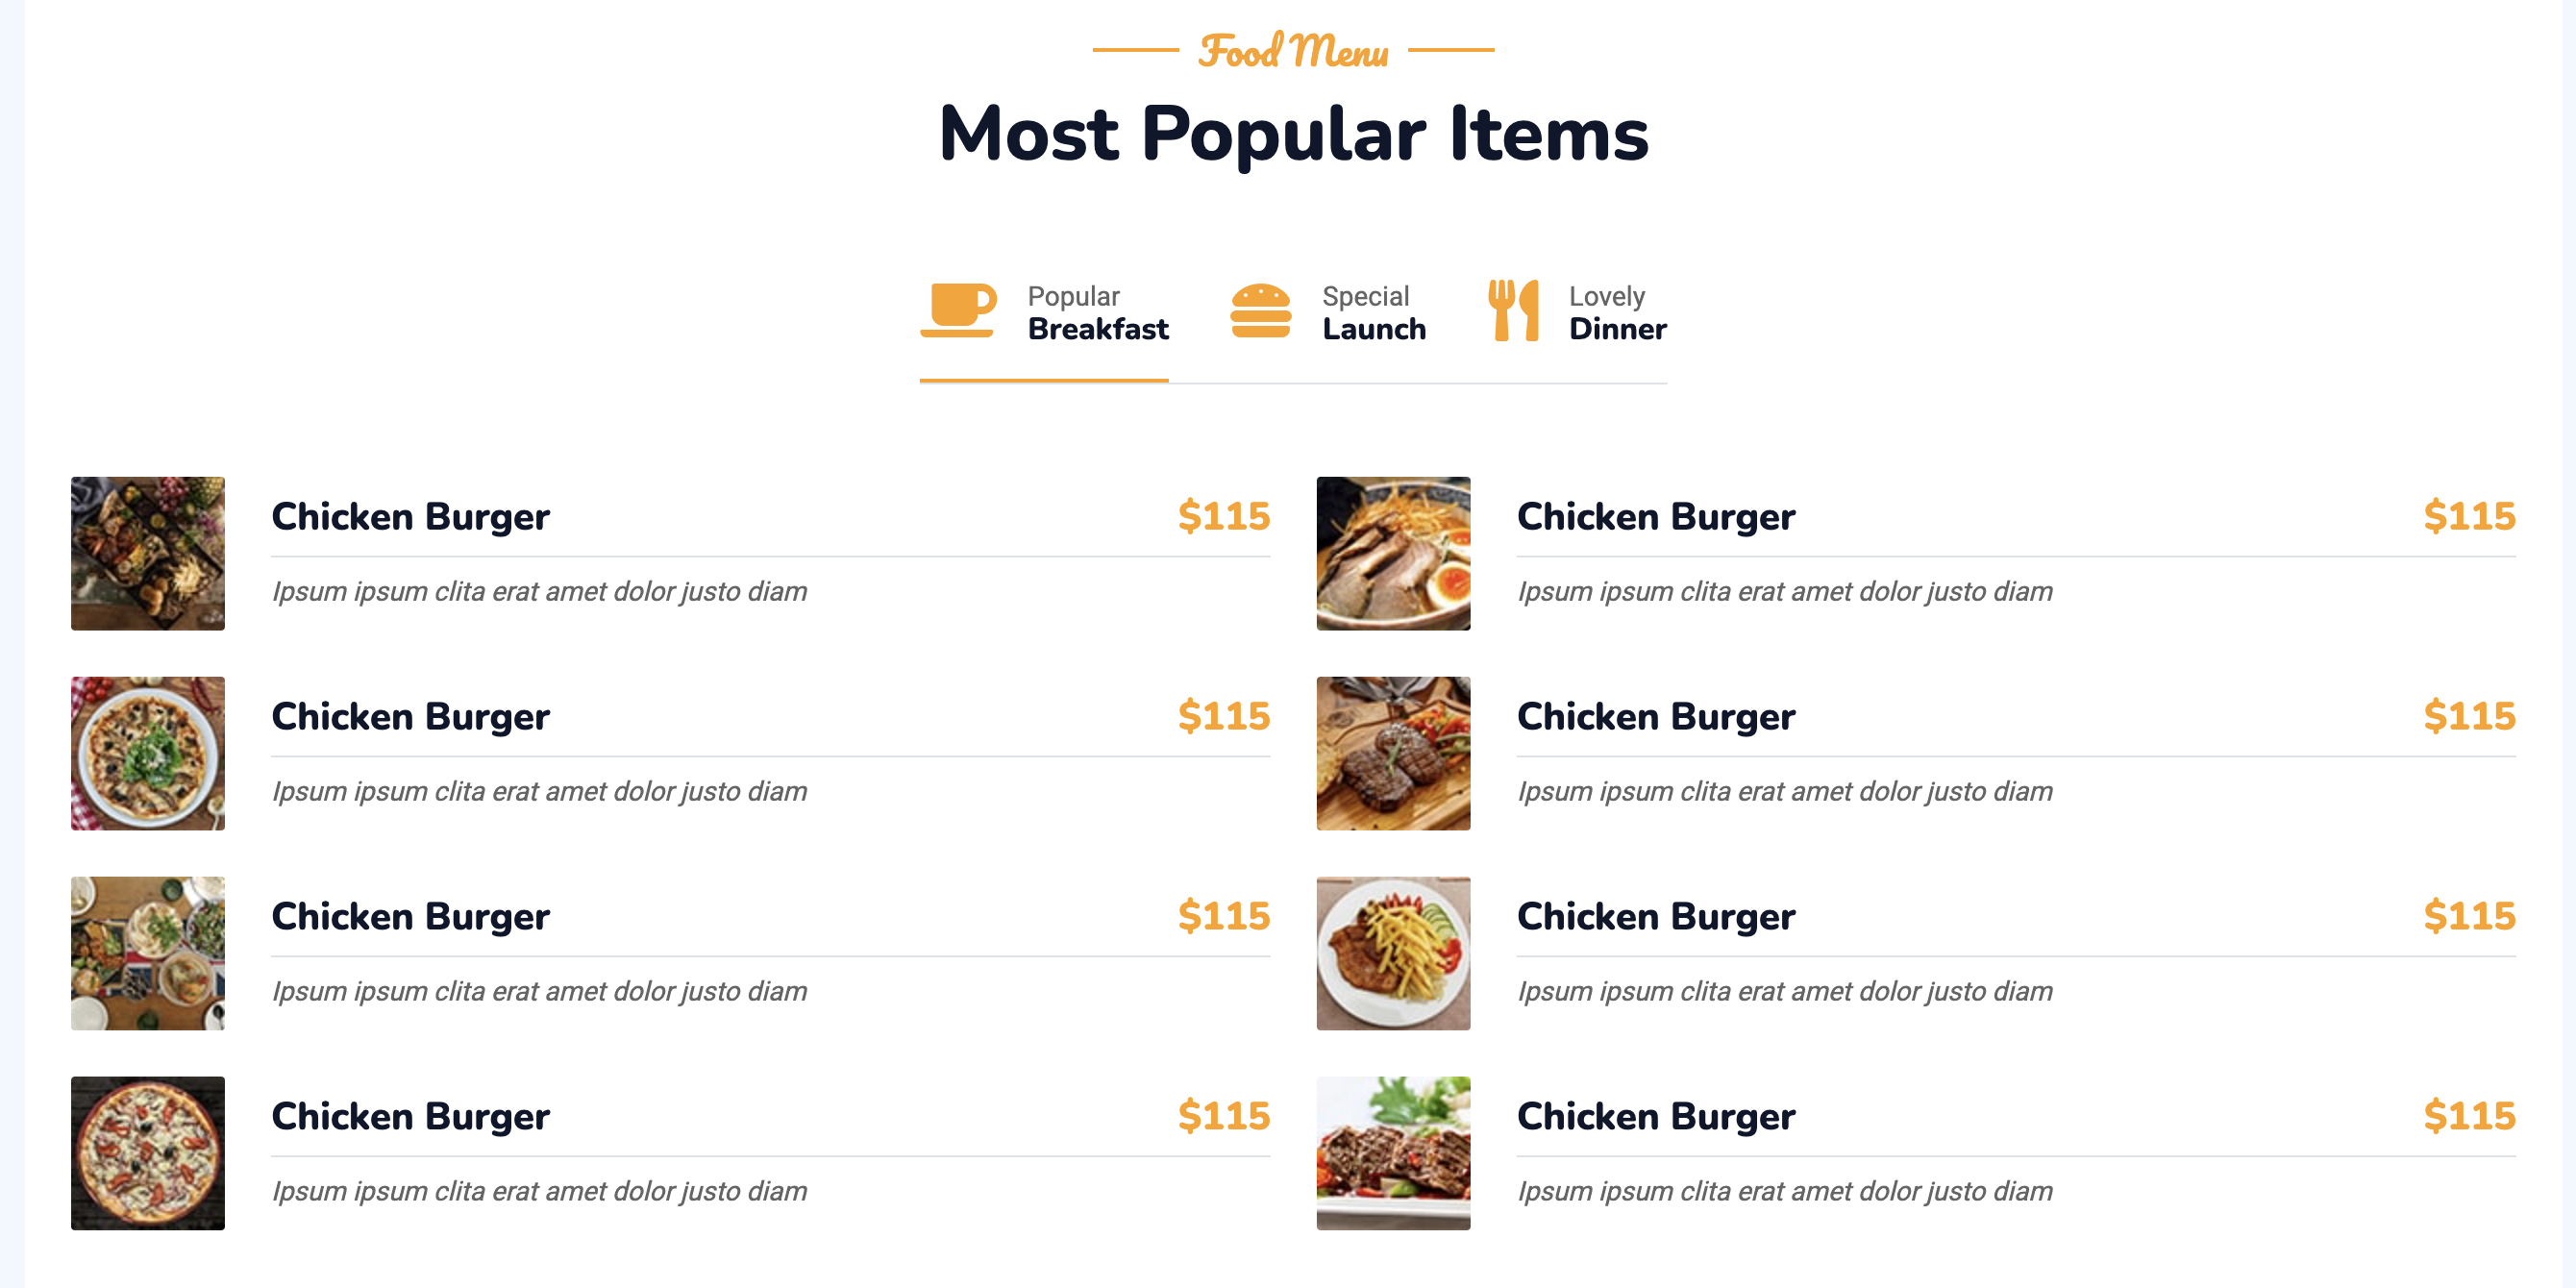 Food Menu
Most Popular Items
Popular
Breakfast
Special
Launch
Lovely
Dinner
Chicken Burger $115
Ipsum ipsum clita erat amet dolor justo diam
Chicken Burger $115
Ipsum ipsum clita erat amet dolor justo diam
Chicken Burger $115
Ipsum ipsum clita erat amet dolor justo diam
Chicken Burger $115
Ipsum ipsum clita erat amet dolor justo diam
Chicken Burger $115
Ipsum ipsum clita erat amet dolor justo diam
Chicken Burger $115
Ipsum ipsum clita erat amet dolor justo diam
Chicken Burger $115
Ipsum ipsum clita erat amet dolor justo diam
Chicken Burger $115
Ipsum ipsum clita erat amet dolor justo diam